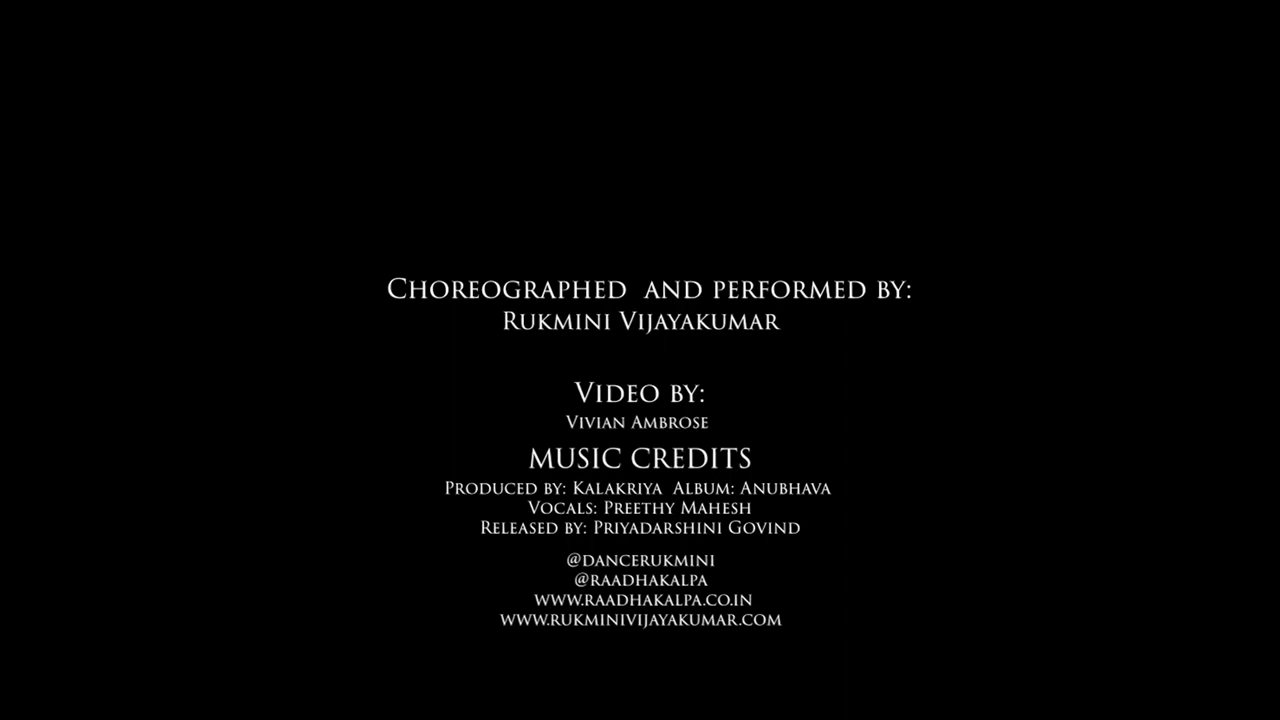 Choreographed and performed by:
Rukmini Vijayakumar
Video by:
Vivian Ambrose
MUSIC CREDITS
Produced by: Kalakriya Album: Anubhava
Vocals: Preethy Mahesh
Released by: Priyadarshini Govind
@dancerukmini
@raadhakalpa
www.raadhakalpa.co.in
www.rukminivijayakumar.com